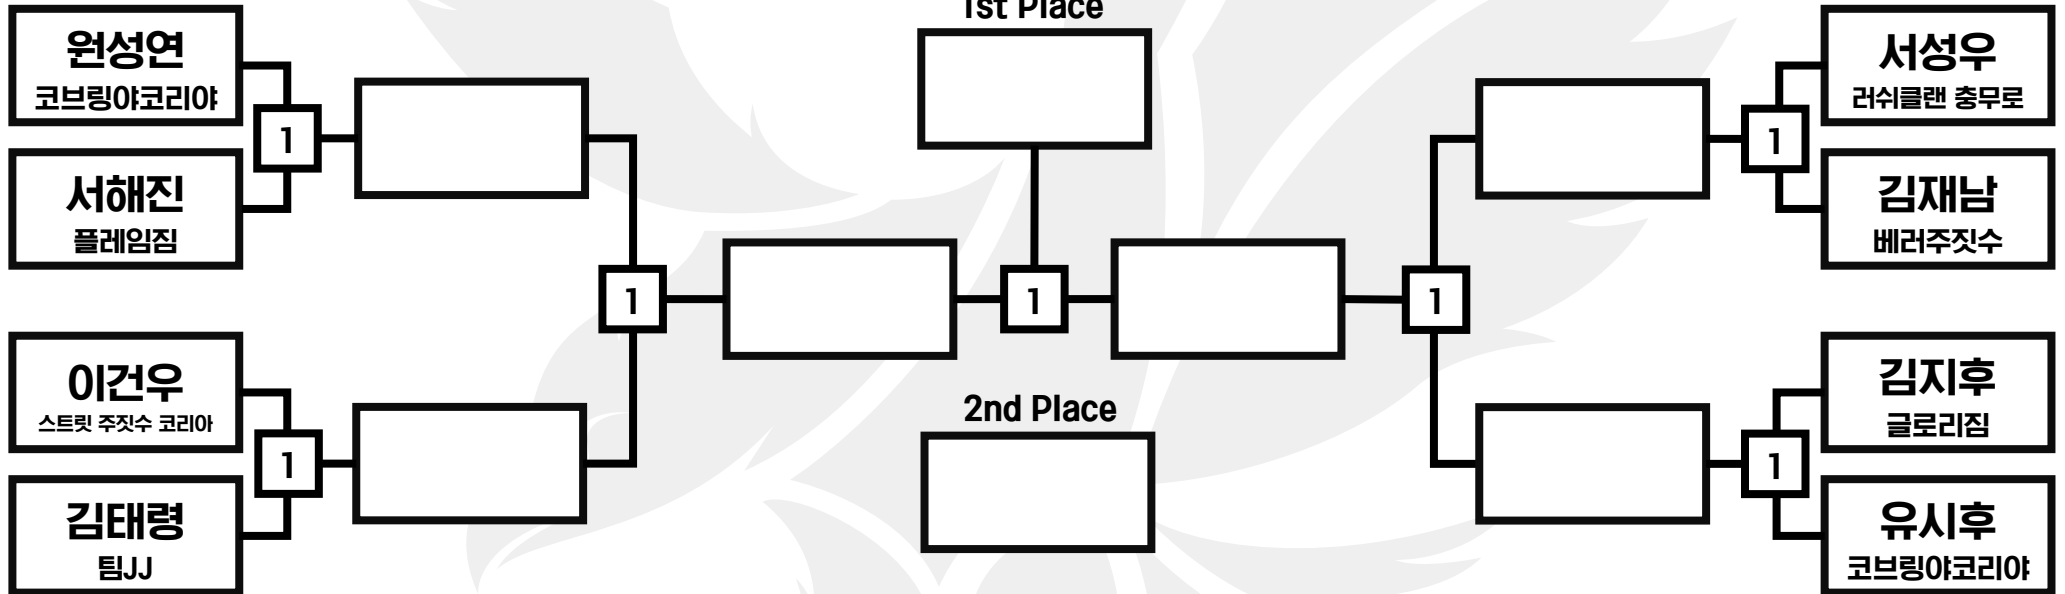 1st Place
원성연
코브링야코리야
1
서해진
플레임짐
이건우
스트릿 주짓수 코리아
1
김태령
팀JJ
1
1
1
2nd Place
서성우
러쉬클랜 충무로
1
김재남
베러주짓수
김지후
글로리짐
1
유시후
코브링야코리야